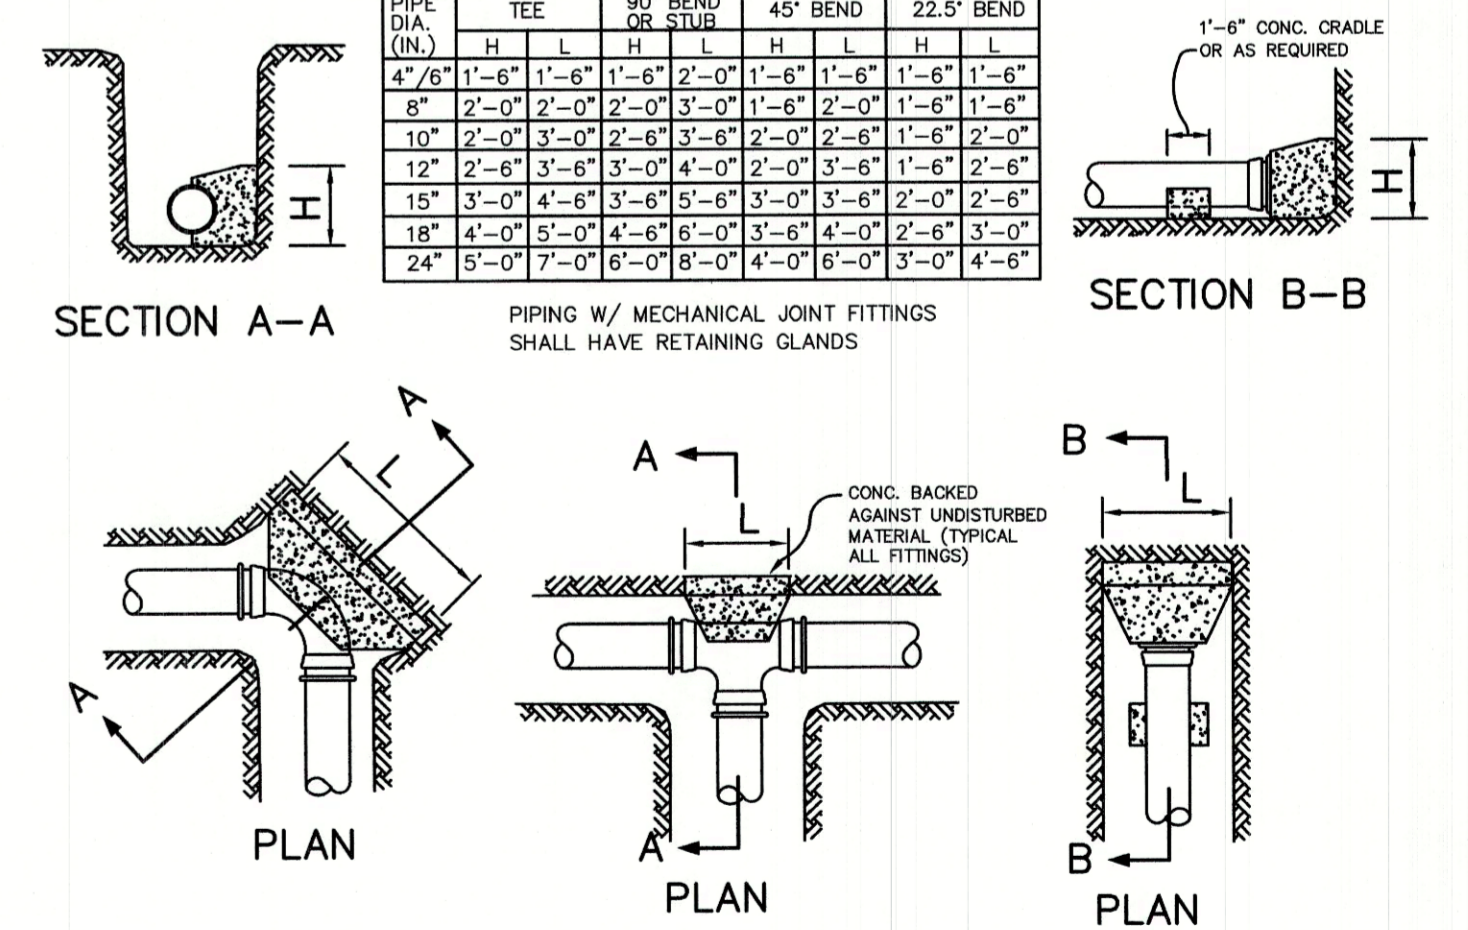 PIPE DIA. (IN.) TEE 90° BEND OR STUB 45° BEND 22.5° BEND
H L H L H L H L
4"/6" 1'-6" 1'-6" 1'-6" 2'-0" 1'-6" 1'-6" 1'-6" 1'-6"
8" 2'-0" 2'-0" 2'-0" 3'-0" 1'-6" 2'-0" 1'-6" 1'-6"
10" 2'-0" 3'-0" 2'-6" 3'-6" 2'-0" 2'-6" 1'-6" 2'-0"
12" 2'-6" 3'-6" 3'-0" 4'-0" 2'-0" 3'-6" 1'-6" 2'-6"
15" 3'-0" 4'-6" 3'-6" 5'-6" 3'-0" 3'-6" 2'-0" 2'-6"
18" 4'-0" 5'-0" 4'-6" 6'-0" 3'-6" 4'-0" 2'-6" 3'-0"
24" 5'-0" 7'-0" 6'-0" 8'-0" 4'-0" 6'-0" 3'-0" 4'-6"
1'-6" CONC. CRADLE
OR AS REQUIRED
H
H
SECTION A-A
SECTION B-B
PIPING W/ MECHANICAL JOINT FITTINGS
SHALL HAVE RETAINING GLANDS
A
L
A
PLAN
A
L
CONC. BACKED
AGAINST UNDISTURBED
MATERIAL (TYPICAL
ALL FITTINGS)
A
PLAN
B
L
B
PLAN